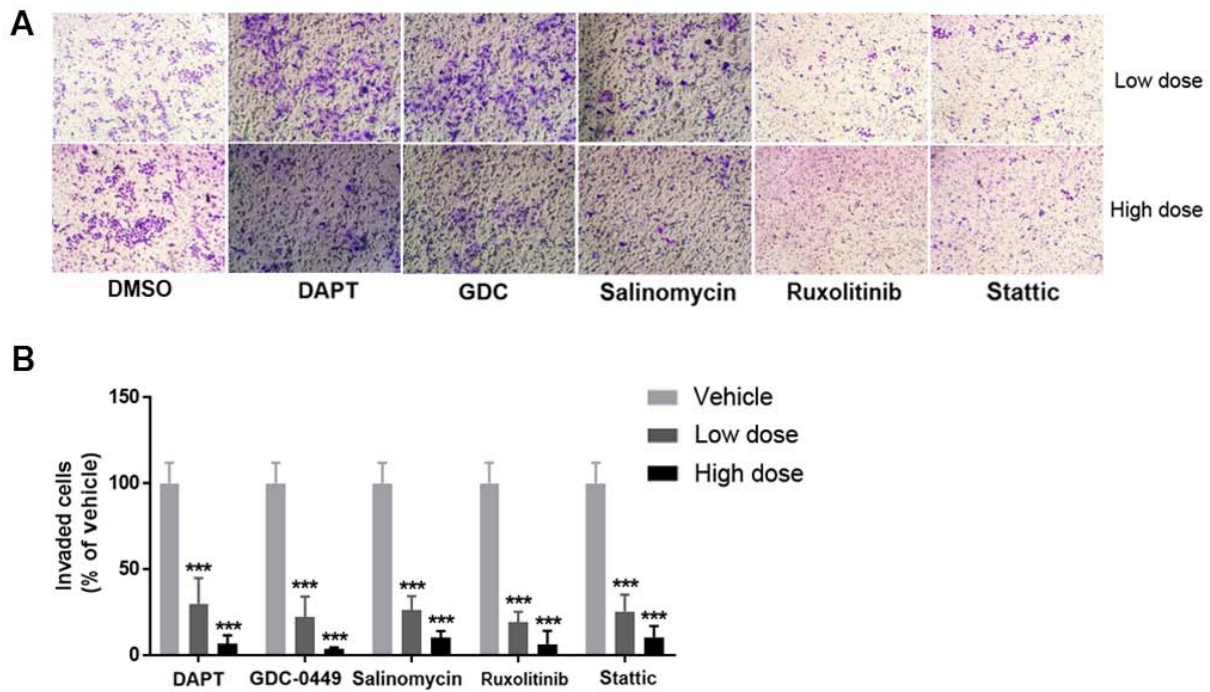 A
Low dose
High dose
DMSO DAPT GDC Salinomycin Ruxolitinib Stattic
B
Invaded cells
(% of vehicle)
150
100
50
0
*** *** *** *** *** *** *** *** *** ***
DAPT GDC-0449 Salinomycin Ruxolitinib Stattic
Vehicle
Low dose
High dose